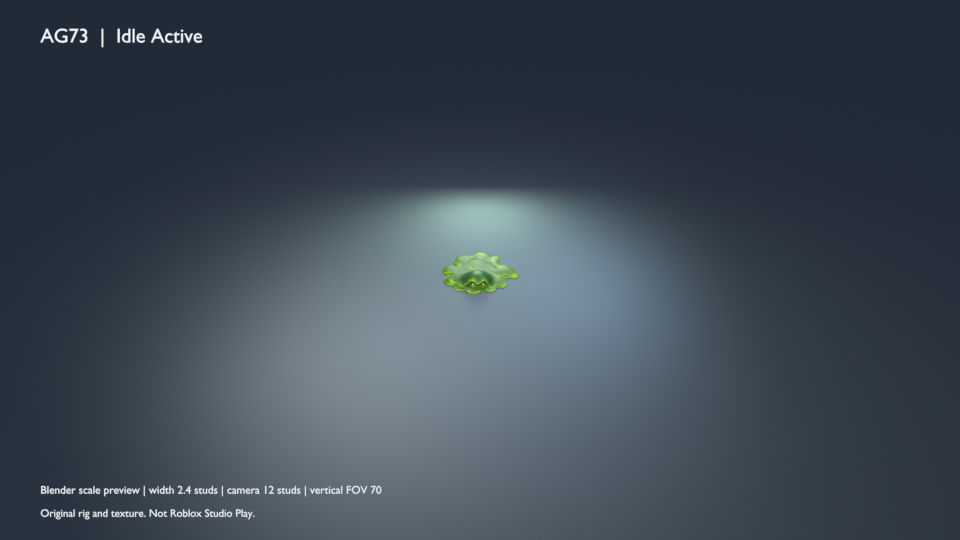 AG73 | Idle Active
Blender scale preview | width 2.4 studs | camera 12 studs | vertical FOV 70
Original rig and texture. Not Roblox Studio Play.